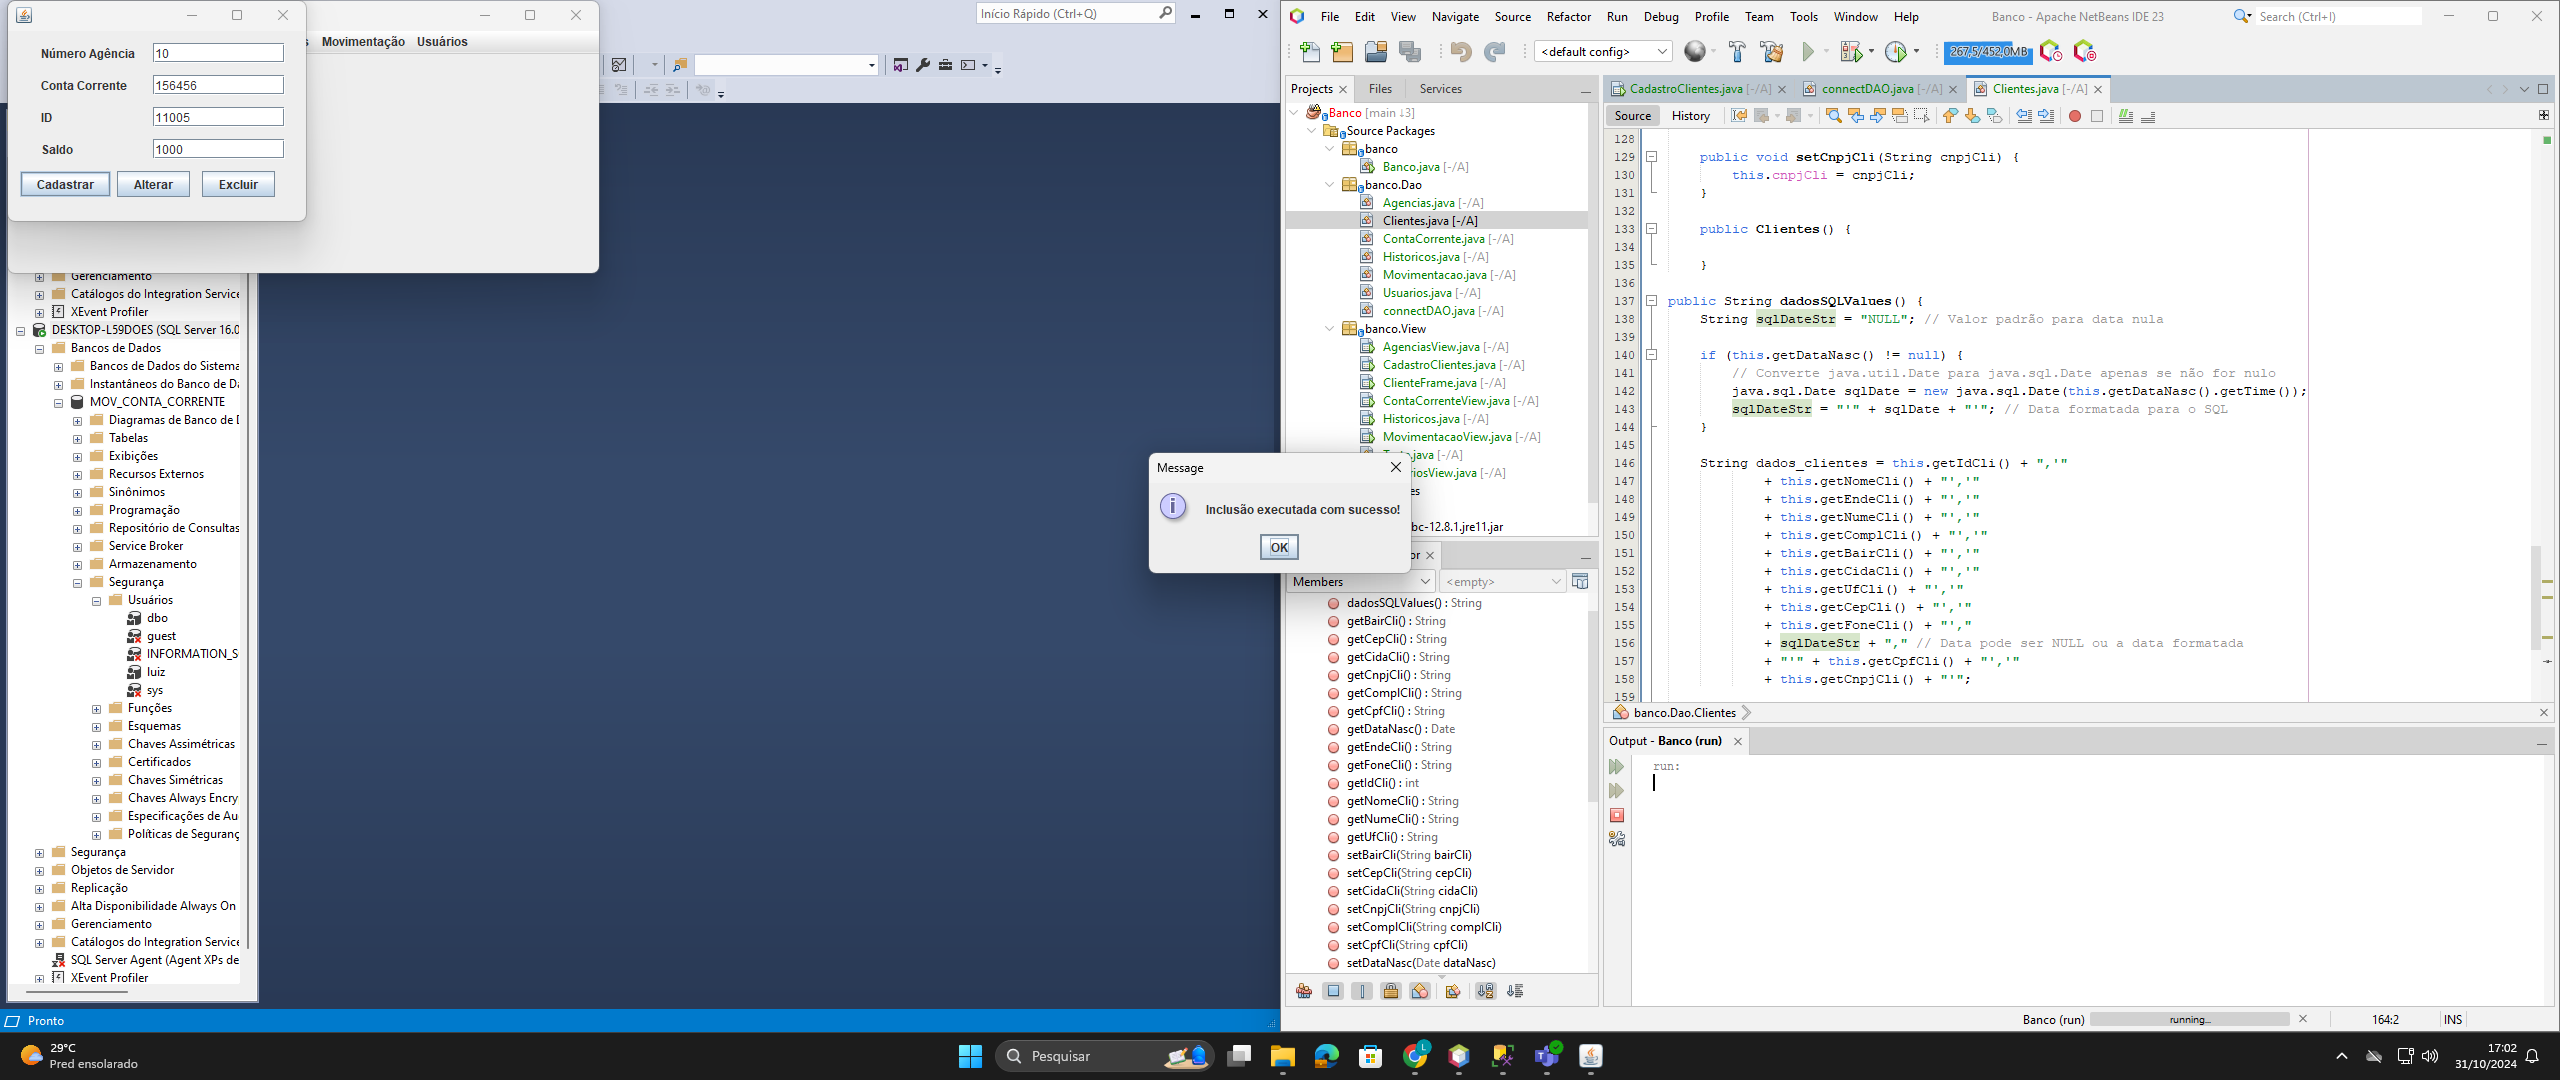 Número Agência 10
Conta Corrente 156456
ID 11005
Saldo 1000
Cadastrar Alterar Excluir
s Movimentação Usuários
Início Rápido (Ctrl+Q)
Gerenciamento
Catálogos do Integration Service
XEvent Profiler
DESKTOP-L59DOES (SQL Server 16.0
Bancos de Dados
Bancos de Dados do Sistema
Instantâneos do Banco de Da
MOV_CONTA_CORRENTE
Diagramas de Banco de D
Tabelas
Exibições
Recursos Externos
Sinônimos
Programação
Repositório de Consultas
Service Broker
Armazenamento
Segurança
Usuários
dbo
guest
INFORMATION_S
luiz
sys
Funções
Esquemas
Chaves Assimétricas
Certificados
Chaves Simétricas
Chaves Always Encry
Especificações de Au
Políticas de Seguranç
Segurança
Objetos de Servidor
Replicação
Alta Disponibilidade Always On
Gerenciamento
Catálogos do Integration Service
SQL Server Agent (Agent XPs de
XEvent Profiler
Pronto
Message
Inclusão executada com sucesso!
OK
File Edit View Navigate Source Refactor Run Debug Profile Team Tools Window Help
Banco - Apache NetBeans IDE 23
Search (Ctrl+I)
<default config>
267,5/452,0MB
Projects Files Services
Banco [main ↓3]
Source Packages
banco
Banco.java [-/A]
banco.Dao
Agencias.java [-/A]
Clientes.java [-/A]
ContaCorrente.java [-/A]
Historicos.java [-/A]
Movimentacao.java [-/A]
Usuarios.java [-/A]
connectDAO.java [-/A]
banco.View
AgenciasView.java [-/A]
CadastroClientes.java [-/A]
ClienteFrame.java [-/A]
ContaCorrenteView.java [-/A]
Historicos.java [-/A]
MovimentacaoView.java [-/A]
.java [-/A]
riosView.java [-/A]
es
bc-12.8.1.jre11.jar
or
Members <empty>
dadosSQLValues() : String
getBairCli() : String
getCepCli() : String
getCidaCli() : String
getCnpjCli() : String
getComplCli() : String
getCpfCli() : String
getDataNasc() : Date
getEndeCli() : String
getFoneCli() : String
getIdCli() : int
getNomeCli() : String
getNumeCli() : String
getUfCli() : String
setBairCli(String bairCli)
setCepCli(String cepCli)
setCidaCli(String cidaCli)
setCnpjCli(String cnpjCli)
setComplCli(String complCli)
setCpfCli(String cpfCli)
setDataNasc(Date dataNasc)
CadastroClientes.java [-/A] connectDAO.java [-/A] Clientes.java [-/A]
Source History
128
129 public void setCnpjCli(String cnpjCli) {
130 this.cnpjCli = cnpjCli;
131 }
132
133 public Clientes() {
134
135 }
136
137 public String dadosSQLValues() {
138 String sqlDateStr = "NULL"; // Valor padrão para data nula
139
140 if (this.getDataNasc() != null) {
141 // Converte java.util.Date para java.sql.Date apenas se não for nulo
142 java.sql.Date sqlDate = new java.sql.Date(this.getDataNasc().getTime());
143 sqlDateStr = "'" + sqlDate + "'"; // Data formatada para o SQL
144 }
145
146 String dados_clientes = this.getIdCli() + ",'"
147 + this.getNomeCli() + "','"
148 + this.getEndeCli() + "','"
149 + this.getNumeCli() + "','"
150 + this.getComplCli() + "','"
151 + this.getBairCli() + "','"
152 + this.getCidaCli() + "','"
153 + this.getUfCli() + "','"
154 + this.getCepCli() + "','"
155 + this.getFoneCli() + "',"
156 + sqlDateStr + "," // Data pode ser NULL ou a data formatada
157 + "'" + this.getCpfCli() + "','"
158 + this.getCnpjCli() + "'";
159
banco.Dao.Clientes
Output - Banco (run)
run:
Banco (run) running... 164:2 INS
29°C
Pred ensolarado
Pesquisar
17:02
31/10/2024